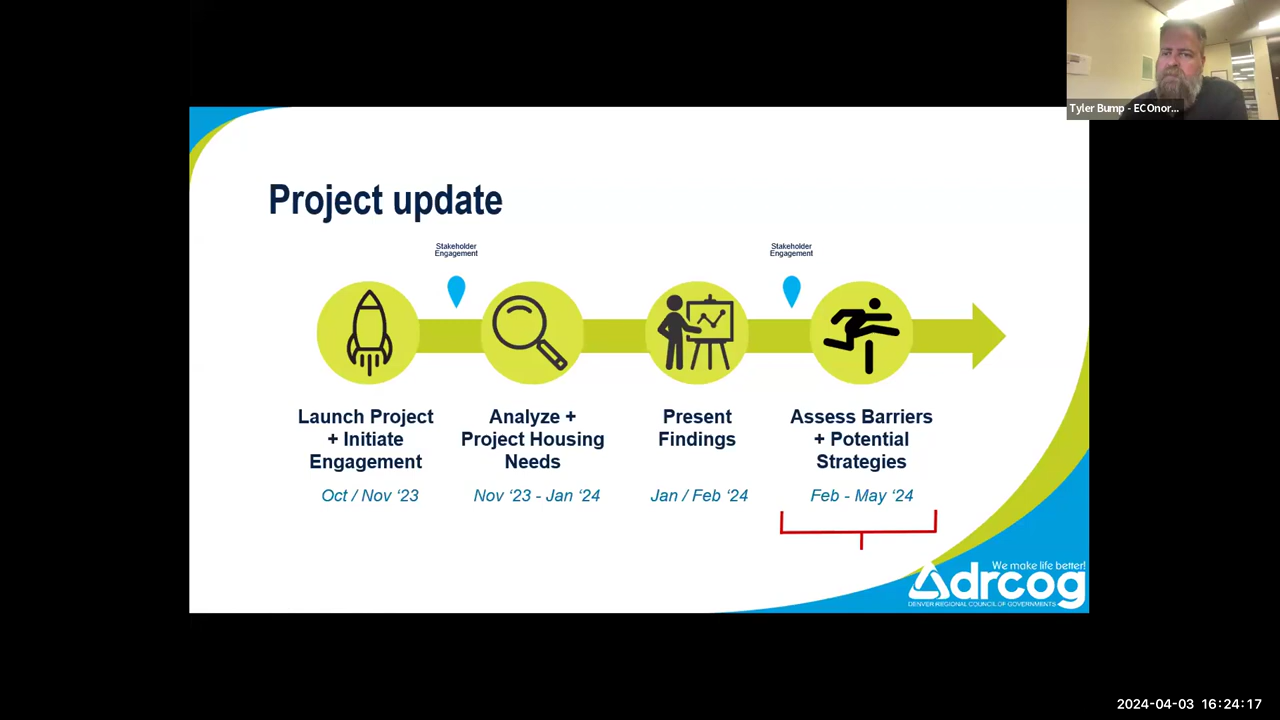 Tyler Bump - ECOnor...
Project update
Stakeholder
Engagement
Stakeholder
Engagement
Launch Project
+ Initiate
Engagement
Analyze +
Project Housing
Needs
Present
Findings
Assess Barriers
+ Potential
Strategies
Oct / Nov ‘23
Nov ‘23 - Jan ‘24
Jan / Feb ‘24
Feb - May ‘24
We make life better!
drcog
DENVER REGIONAL COUNCIL OF GOVERNMENTS
2024-04-03 16:24:17